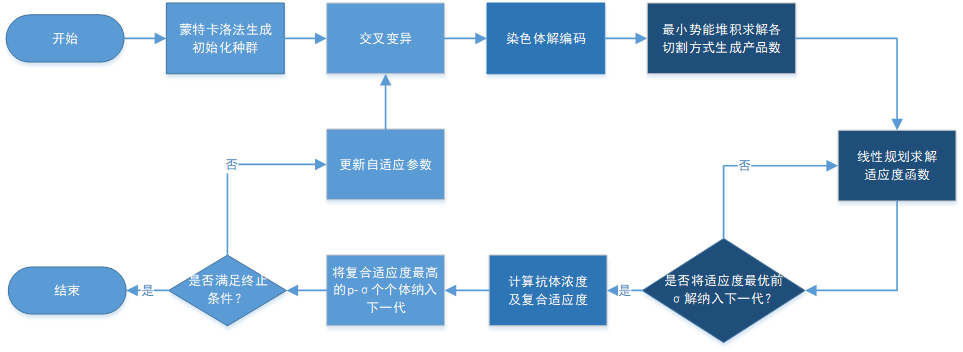 开始
蒙特卡洛法生成
初始化种群
交叉变异
染色体解编码
最小势能堆积求解各
切割方式生成产品数
否
更新自适应参数
否
线性规划求解
适应度函数
结束
是
是否满足终止
条件？
将复合适应度最高
的p-σ个个体纳入
下一代
计算抗体浓度
及复合适应度
是
是否将适应度最优前
σ解纳入下一代？